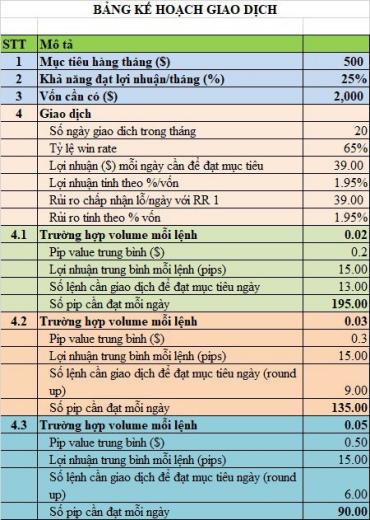 BẢNG KẾ HOẠCH GIAO DỊCH
STT Mô tả
1 Mục tiêu hàng tháng ($) 500
2 Khả năng đạt lợi nhuận/tháng (%) 25%
3 Vốn cần có ($) 2,000
4 Giao dịch
Số ngày giao dich trong tháng 20
Tỷ lệ win rate 65%
Lợi nhuận ($) mỗi ngày cần để đạt mục tiêu 39.00
Lợi nhuận tính theo %/vốn 1.95%
Rủi ro chấp nhận lỗ/ngày với RR 1 39.00
Rủi ro tính theo % vốn 1.95%
4.1 Trường hợp volume mỗi lệnh 0.02
Pip value trung bình ($) 0.2
Lợi nhuận trung bình mỗi lệnh (pips) 15.00
Số lệnh cần giao dịch để đạt mục tiêu ngày 13.00
Số pip cần đạt mỗi ngày 195.00
4.2 Trường hợp volume mỗi lệnh 0.03
Pip value trung bình ($) 0.3
Lợi nhuận trung bình mỗi lệnh (pips) 15.00
Số lệnh cần giao dịch để đạt mục tiêu ngày (round
up) 9.00
Số pip cần đạt mỗi ngày 135.00
4.3 Trường hợp volume mỗi lệnh 0.05
Pip value trung bình ($) 0.50
Lợi nhuận trung bình mỗi lệnh (pips) 15.00
Số lệnh cần giao dịch để đạt mục tiêu ngày (round
up) 6.00
Số pip cần đạt mỗi ngày 90.00